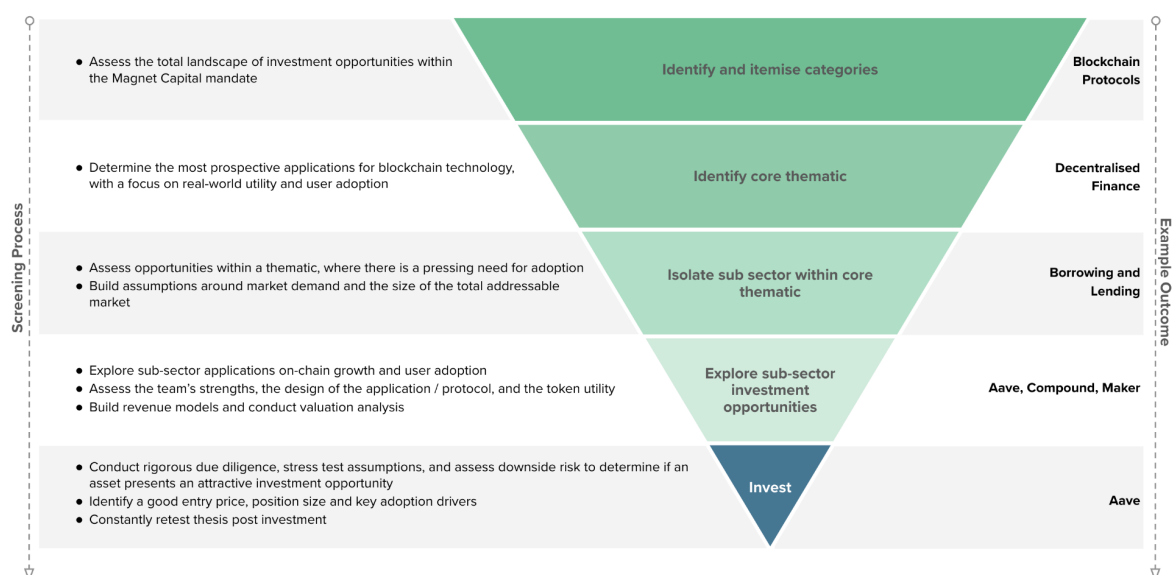 Screening Process
● Assess the total landscape of investment opportunities within
the Magnet Capital mandate
Identify and itemise categories
Blockchain
Protocols
● Determine the most prospective applications for blockchain technology,
with a focus on real-world utility and user adoption
Identify core thematic
Decentralised
Finance
● Assess opportunities within a thematic, where there is a pressing need for adoption
● Build assumptions around market demand and the size of the total addressable
market
Isolate sub sector within core
thematic
Borrowing and
Lending
● Explore sub-sector applications on-chain growth and user adoption
● Assess the team's strengths, the design of the application / protocol, and the token utility
● Build revenue models and conduct valuation analysis
Explore sub-sector
investment
opportunities
Aave, Compound, Maker
● Conduct rigorous due diligence, stress test assumptions, and assess downside risk to determine if an
asset presents an attractive investment opportunity
● Identify a good entry price, position size and key adoption drivers
● Constantly retest thesis post investment
Invest
Aave
Example Outcome